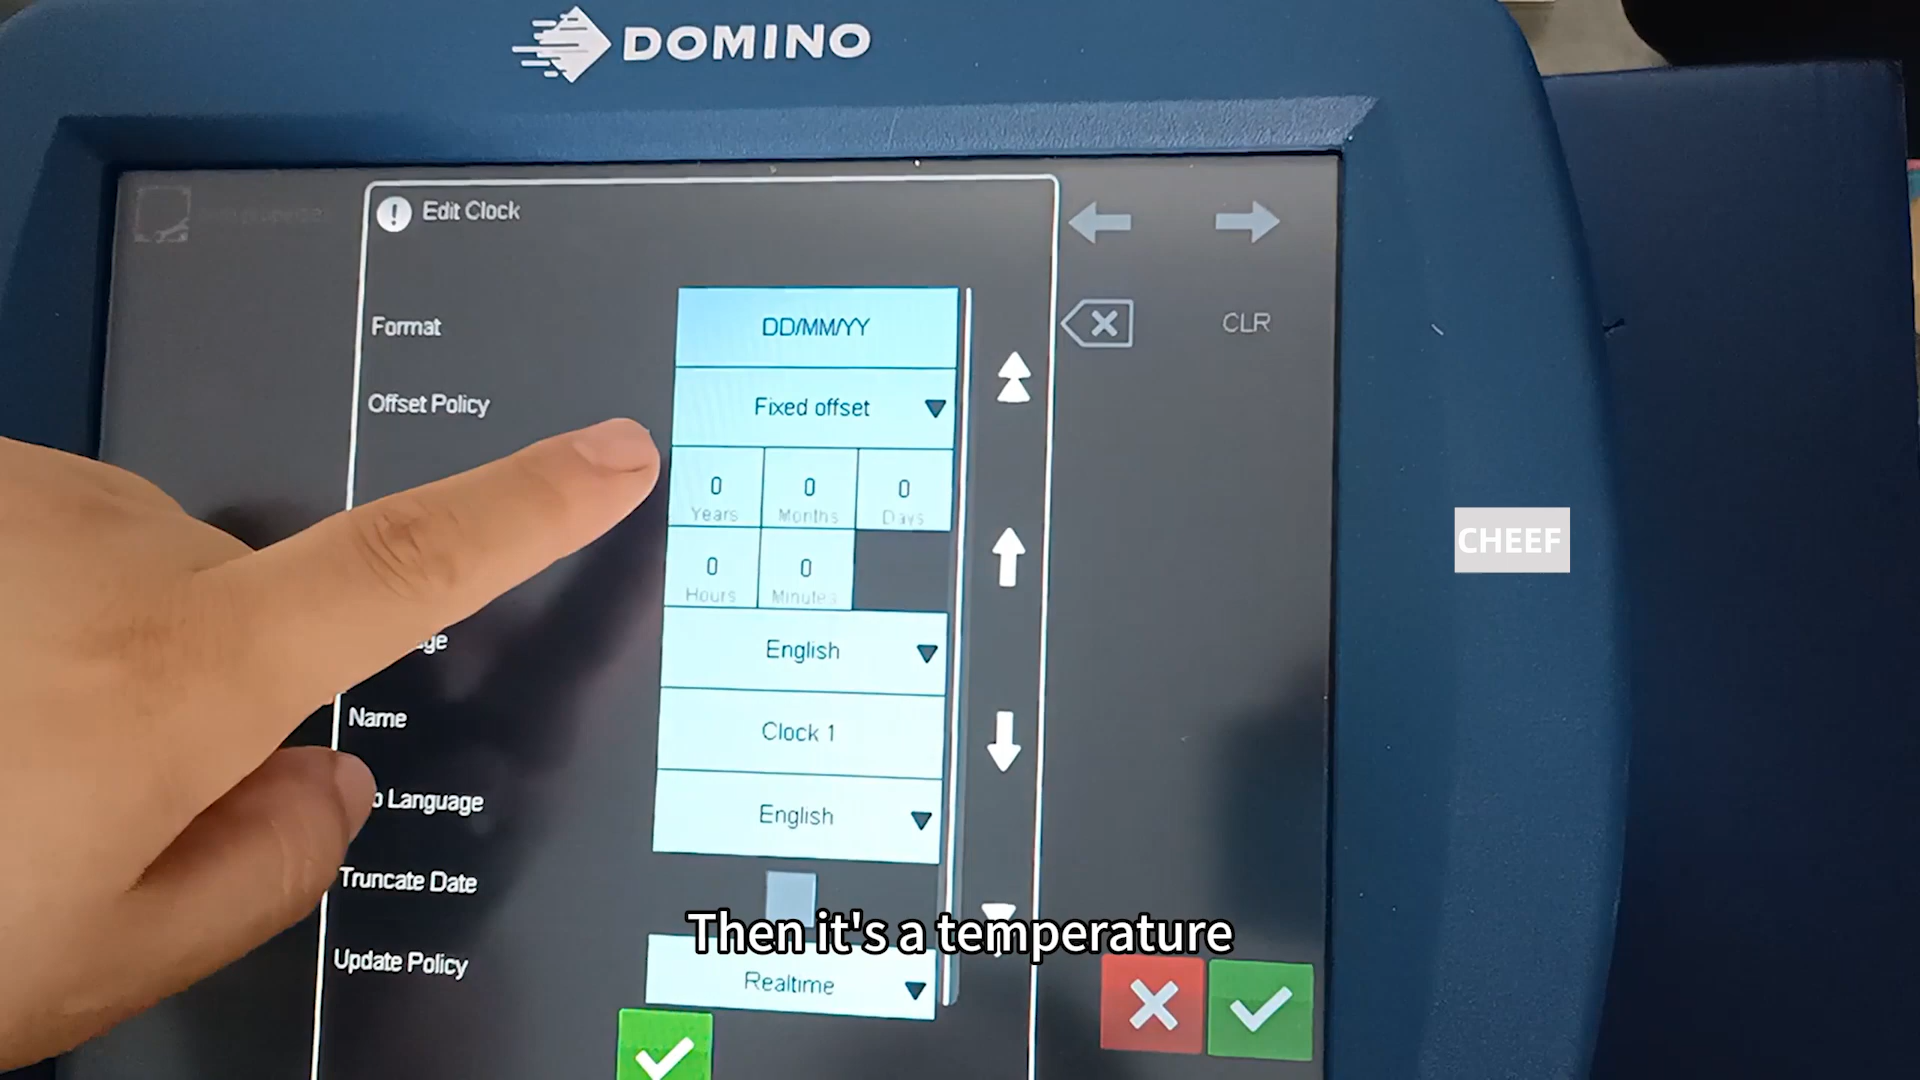 DOMINO
Edit Clock
Format
DD/MM/YY
CLR
Offset Policy
Fixed offset
0 0 0
Years Months Days
0 0
Hours Minutes
English
Name
Clock 1
Language
English
Truncate Date
Update Policy
Realtime
CHEEF
Then it's a temperature